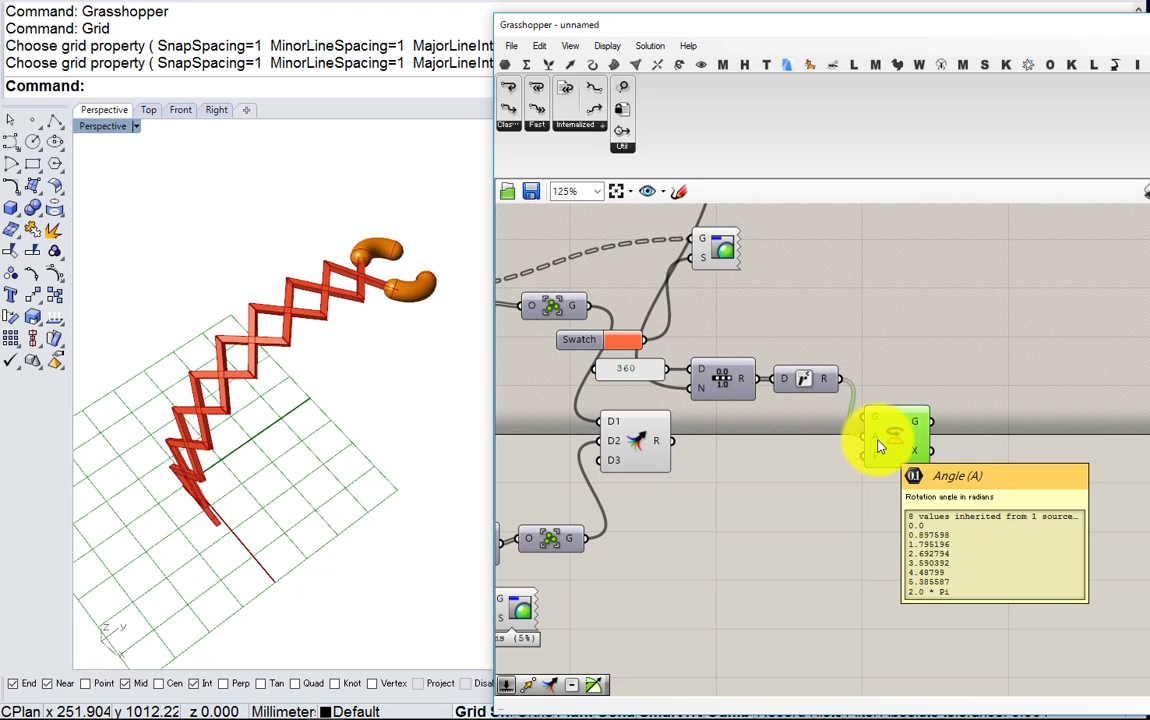 Command: Grasshopper
Command: Grid
Choose grid property ( SnapSpacing=1  MinorLineSpacing=1  MajorLineInt
Choose grid property ( SnapSpacing=1  MinorLineSpacing=1  MajorLineInt
Command:
Perspective Top Front Right
Perspective
Grasshopper - unnamed
File Edit View Display Solution Help
M H T L M W M S K O K L I
Clas... Fast Internalized Util
125%
G
S
O G
Swatch
360
D R
N
D r c R
D1
D2 R
D3
G G
A
X
O G
G
S
ns (5%)
Angle (A)
Rotation angle in radians
8 values inherited from 1 source...
0.0
0.897598
1.795196
2.692794
3.590392
4.48799
5.385587
2.0 * Pi
z y
x
End Near Point Mid Cen Int Perp Tan Quad Knot Vertex Project Disa
CPlan x 251.904 y 1012.22 z 0.000 Millimeter Default